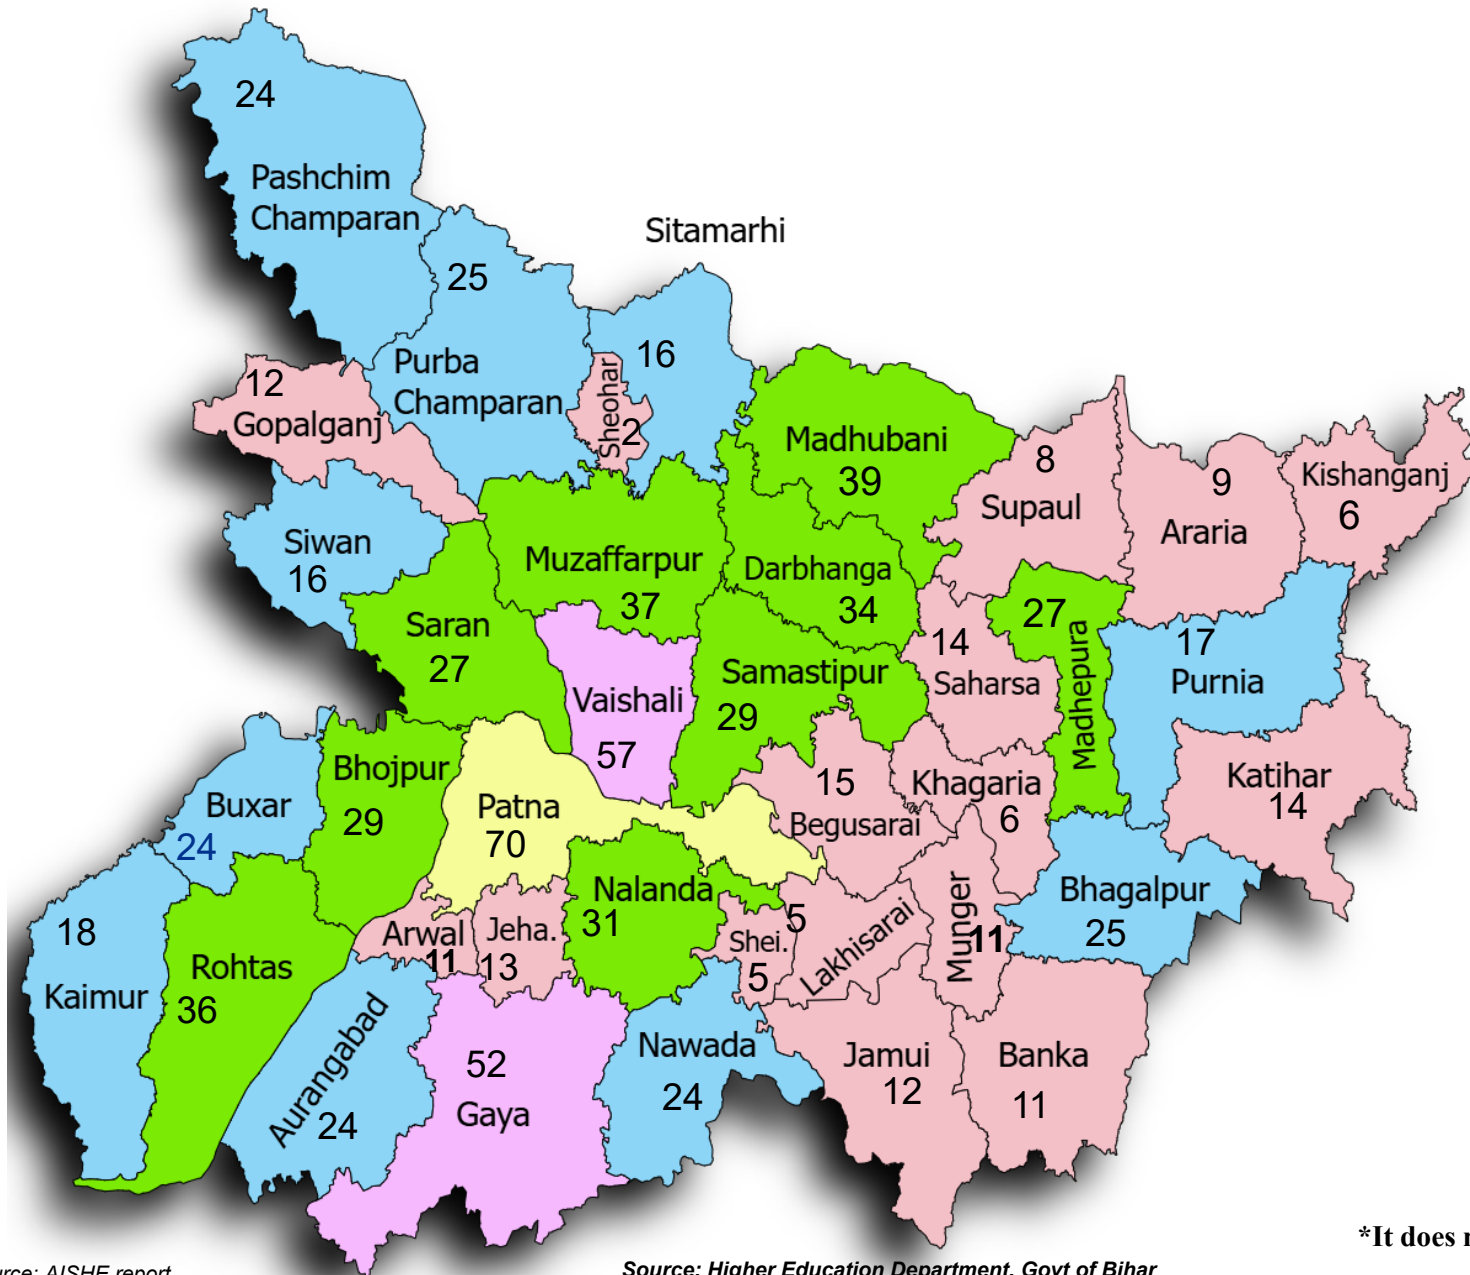 24
Pashchim
Champaran
Sitamarhi
25
Purba
Champaran
16
Sheohar
2
12
Gopalganj
Madhubani
39
8
Supaul
9
Araria
Kishanganj
6
Siwan
16
Muzaffarpur
37
Darbhanga
34
Saran
27
Vaishali
57
Samastipur
29
14
Saharsa
27
Madhepura
17
Purnia
Katihar
14
Buxar
24
Bhojpur
29
Patna
70
15
Begusarai
Khagaria
6
18
Kaimur
Rohtas
36
Arwal
11
Jeha.
13
Nalanda
31
Shei.
5
5
Lakhisarai
Munger
11
Bhagalpur
25
Aurangabad
24
52
Gaya
Nawada
24
Jamui
12
Banka
11
*It does
AISHE report
Source: Higher Education Department, Govt of Bihar